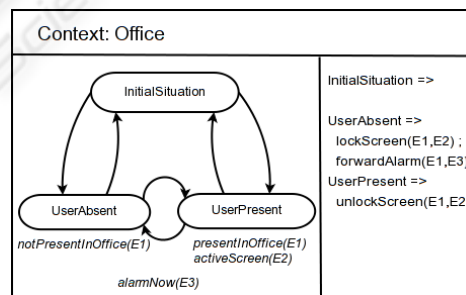 Context: Office
InitialSituation
UserAbsent
UserPresent
notPresentInOffice(E1)
presentInOffice(E1)
activeScreen(E2)
alarmNow(E3)
InitialSituation =>
UserAbsent =>
lockScreen(E1,E2) ;
forwardAlarm(E1,E3)
UserPresent =>
unlockScreen(E1,E2